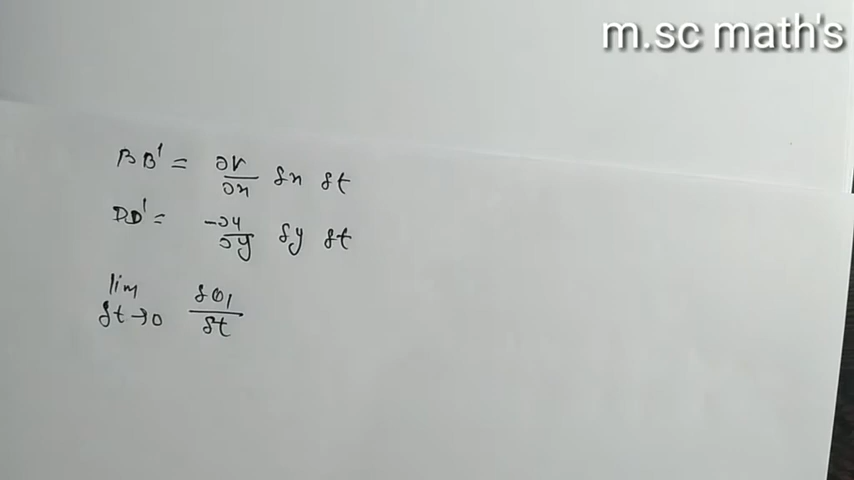 m.sc math's
BB' = ∂v/∂x δx δt
DD' = -∂u/∂y δy δt
lim δt→0 δθ₁/δt